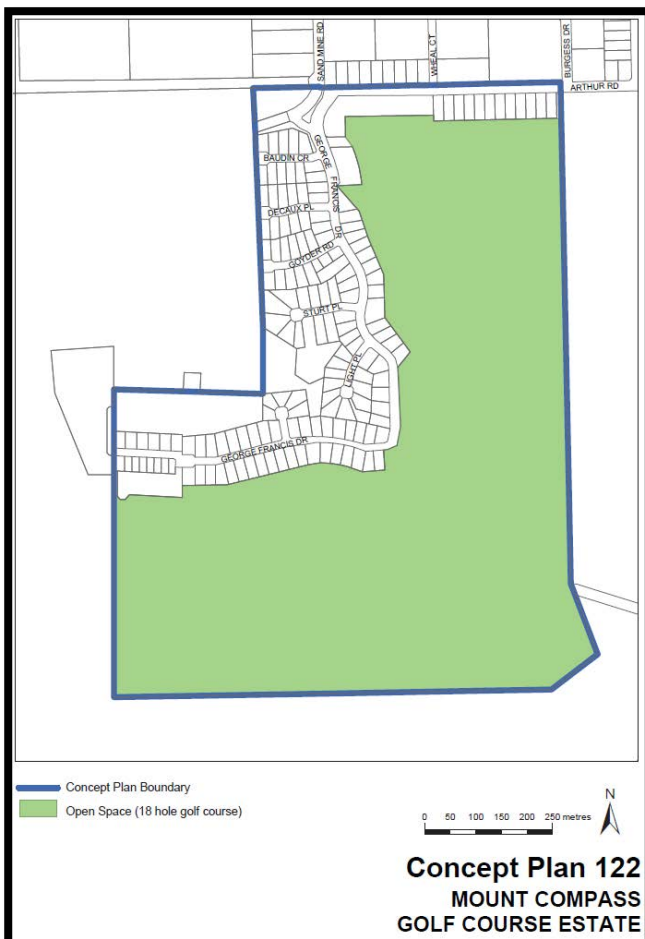 SAND MINE RD
WHEAL CT
BURGESS DR
ARTHUR RD
GEORGE FRANCIS DR
BAUDIN CR
DECAUX PL
GOYDER RD
STURT PL
LIGHT PL
GEORGE FRANCIS DR
Concept Plan Boundary
Open Space (18 hole golf course)
N
0 50 100 150 200 250 metres
Concept Plan 122
MOUNT COMPASS
GOLF COURSE ESTATE